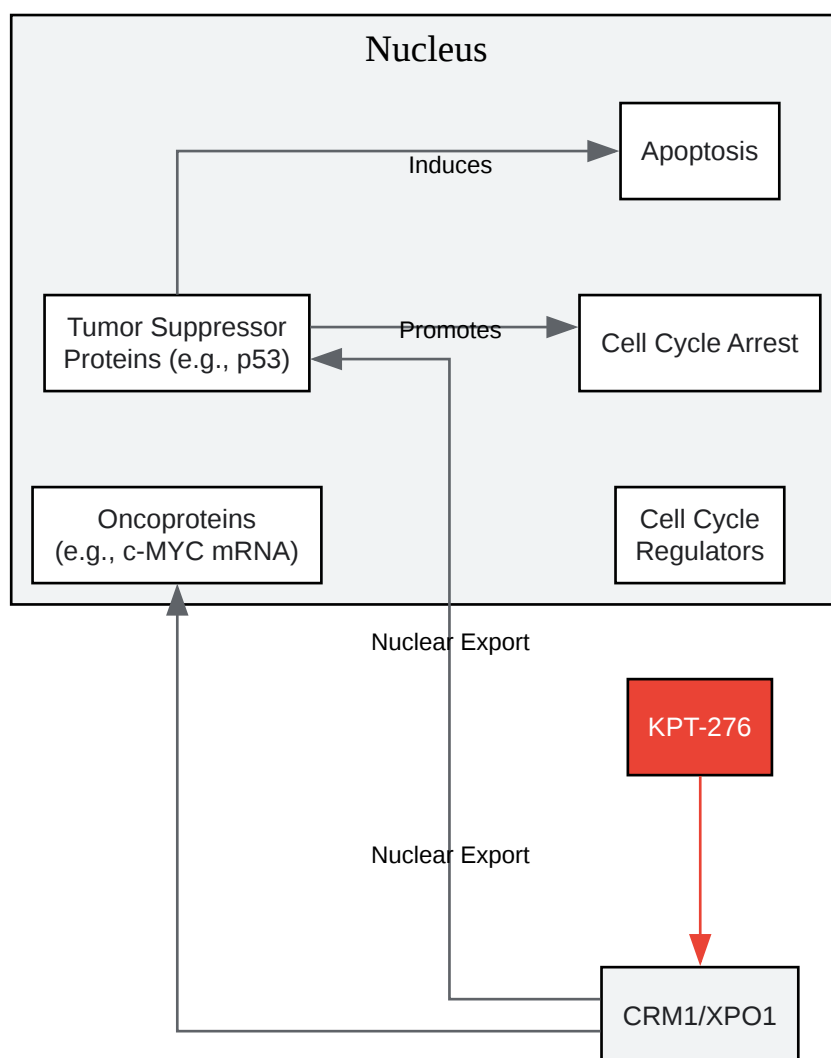 Nucleus
Apoptosis
Induces
Tumor Suppressor
Proteins (e.g., p53)
Promotes
Cell Cycle Arrest
Oncoproteins
(e.g., c-MYC mRNA)
Cell Cycle
Regulators
Nuclear Export
KPT-276
Nuclear Export
CRM1/XPO1